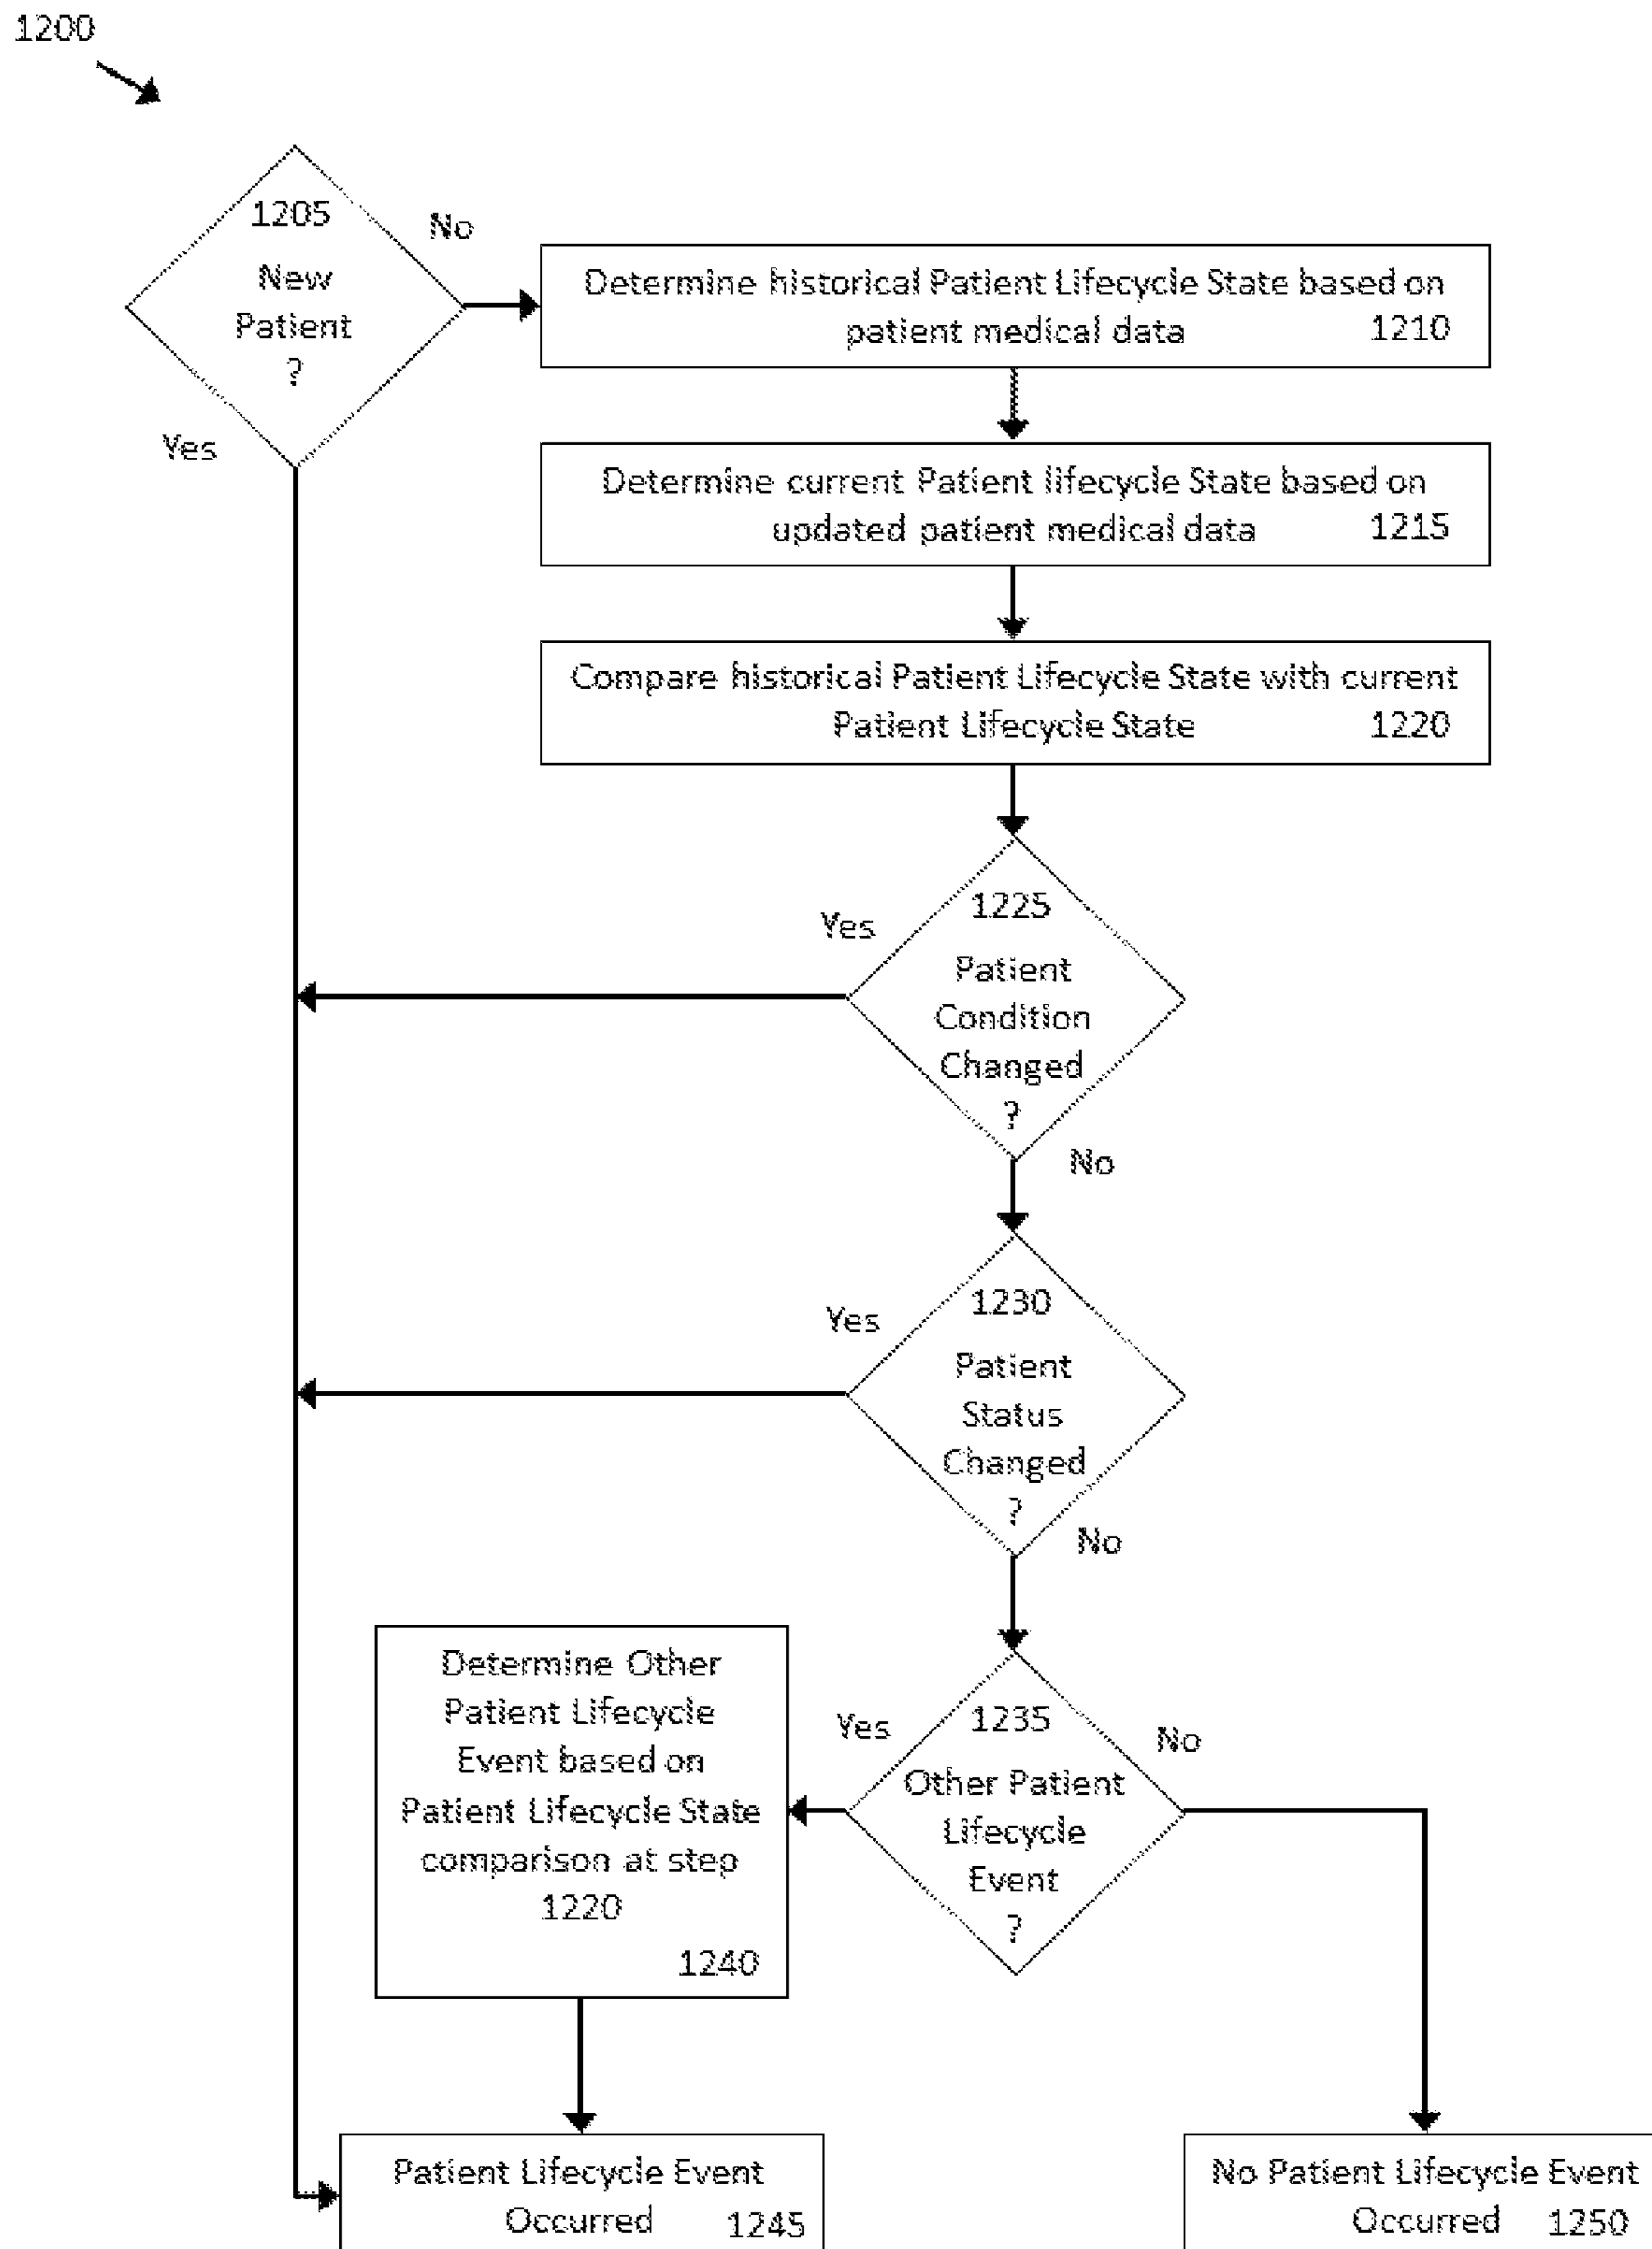 1200
1205
New
Patient
?
No
Yes
Determine historical Patient Lifecycle State based on
patient medical data 1210
Determine current Patient lifecycle State based on
updated patient medical data 1215
Compare historical Patient Lifecycle State with current
Patient Lifecycle State 1220
Yes
1225
Patient
Condition
Changed
?
No
Yes
1230
Patient
Status
Changed
?
No
Determine Other
Patient Lifecycle
Event based on
Patient Lifecycle State
comparison at step
1220
1240
Yes
1235
Other Patient
Lifecycle
Event
?
No
Patient Lifecycle Event
Occurred 1245
No Patient Lifecycle Event
Occurred 1250